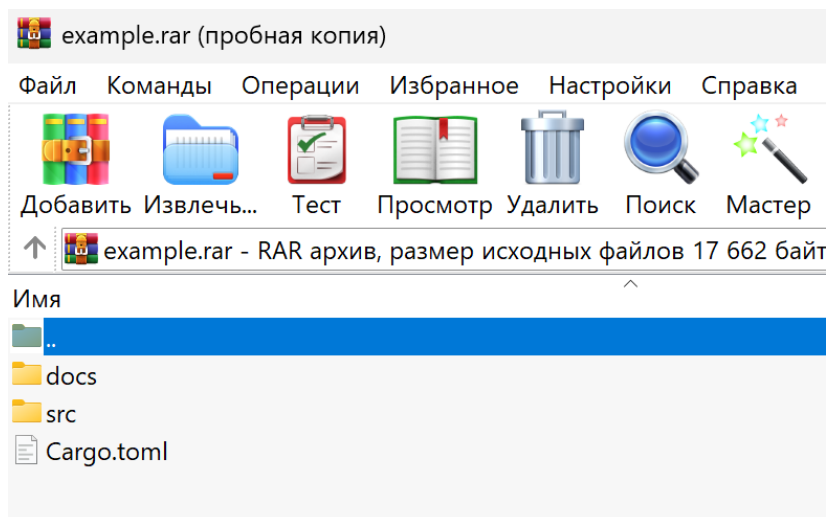 example.rar (пробная копия)
Файл Команды Операции Избранное Настройки Справка
Добавить Извлечь... Тест Просмотр Удалить Поиск Мастер
example.rar - RAR архив, размер исходных файлов 17 662 байт
Имя
..
docs
src
Cargo.toml